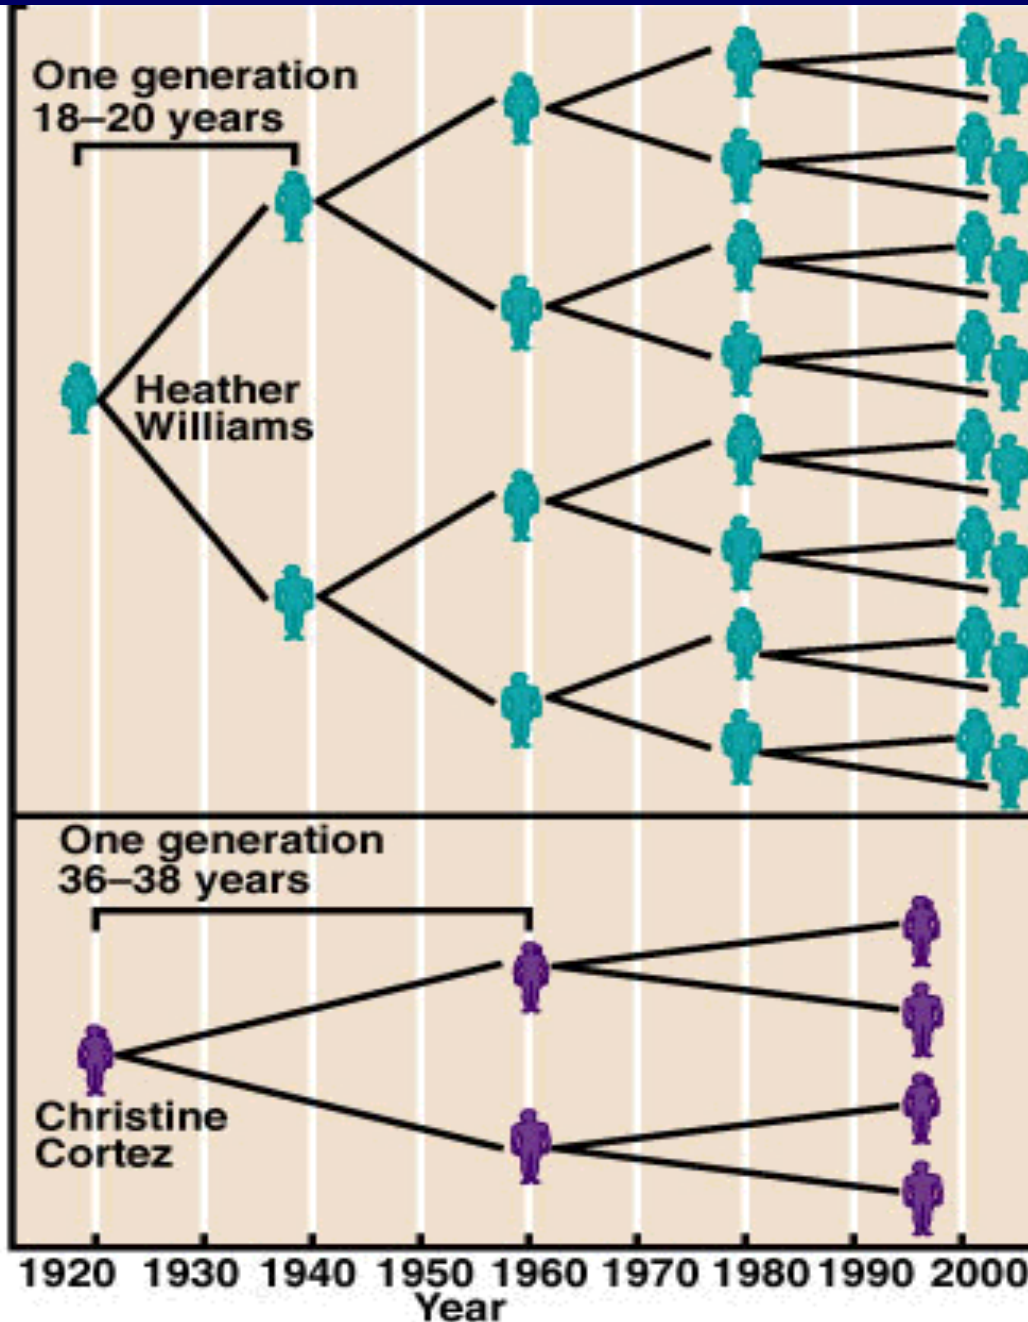 One generation
18–20 years
Heather
Williams
One generation
36–38 years
Christine
Cortez
1920 1930 1940 1950 1960 1970 1980 1990 2000
Year